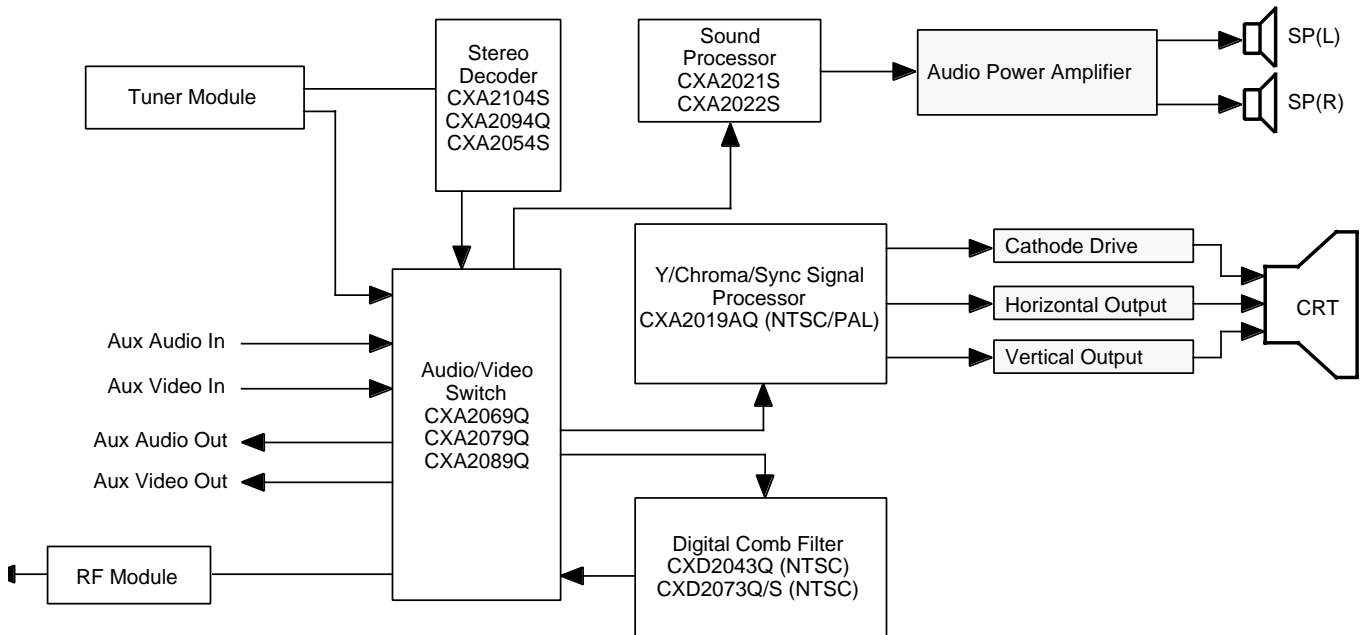 Stereo
Decoder
CXA2104S
CXA2094Q
CXA2054S
Sound
Processor
CXA2021S
CXA2022S
Audio Power Amplifier
SP(L)
SP(R)
Tuner Module
Y/Chroma/Sync Signal
Processor
CXA2019AQ (NTSC/PAL)
Cathode Drive
Horizontal Output
Vertical Output
CRT
Aux Audio In
Aux Video In
Aux Audio Out
Aux Video Out
Audio/Video
Switch
CXA2069Q
CXA2079Q
CXA2089Q
RF Module
Digital Comb Filter
CXD2043Q (NTSC)
CXD2073Q/S (NTSC)